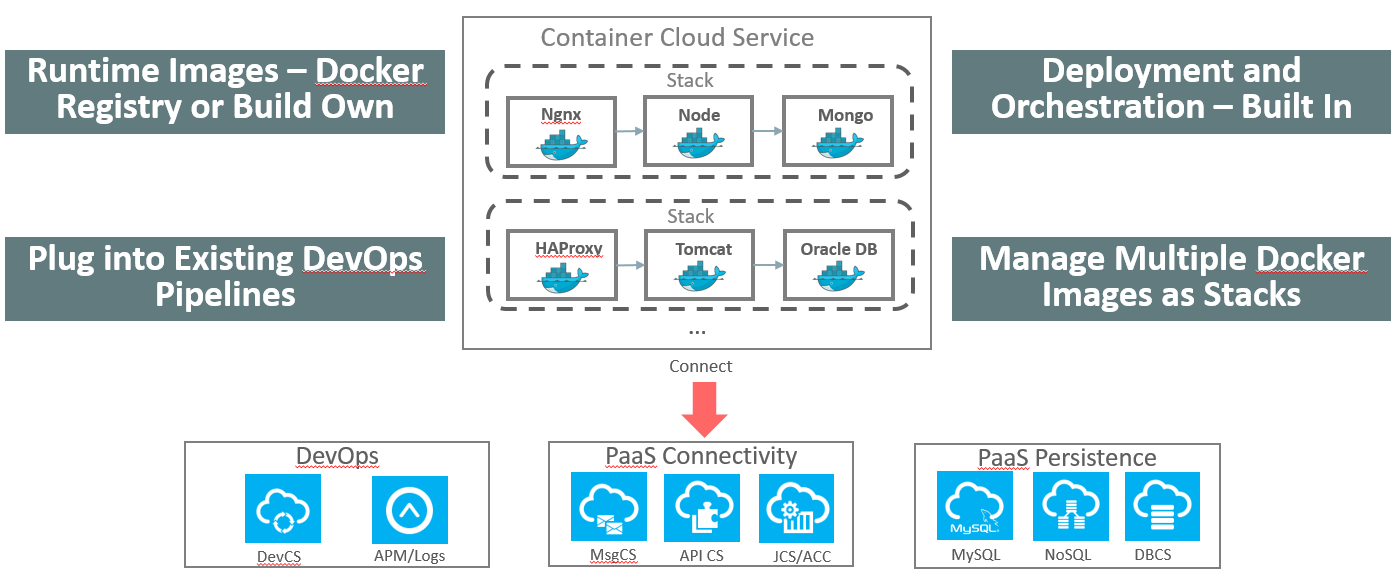 Container Cloud Service
Runtime Images – Docker
Registry or Build Own
Plug into Existing DevOps
Pipelines
Stack
Ngnx
Node
Mongo
Stack
HAProxy
Tomcat
Oracle DB
...
Deployment and
Orchestration – Built In
Manage Multiple Docker
Images as Stacks
Connect
DevOps
DevCS
APM/Logs
PaaS Connectivity
MsgCS
API CS
JCS/ACC
PaaS Persistence
MySQL
MySQL
NoSQL
DBCS